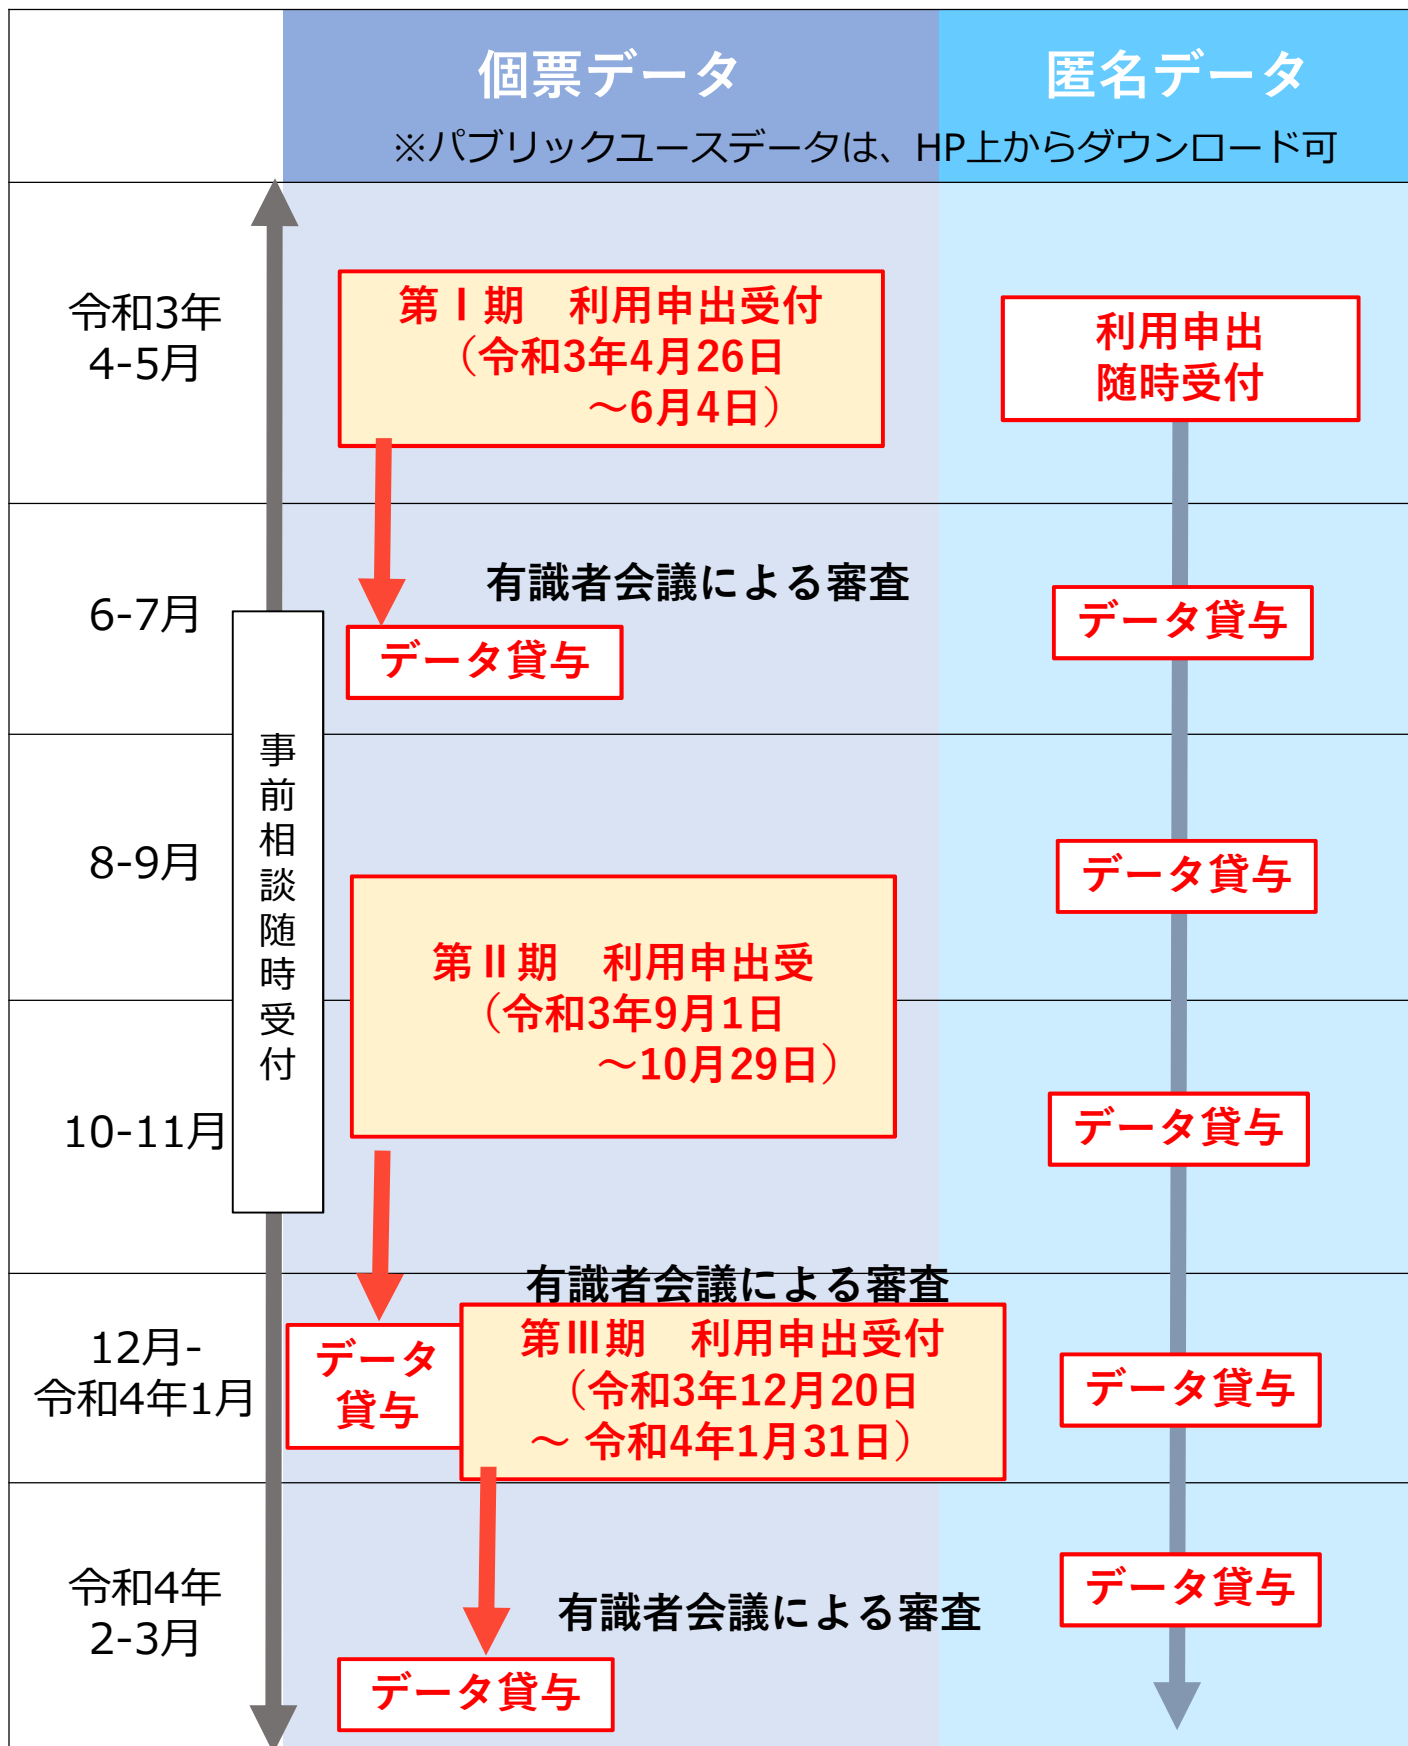 個票データ
匿名データ
※パブリックユースデータは、HP上からダウンロード可
令和3年
4-5月
第Ⅰ期　利用申出受付
（令和3年4月26日
～6月4日）
利用申出
随時受付
6-7月
有識者会議による審査
データ貸与
データ貸与
事前相談随時受付
8-9月
データ貸与
第Ⅱ期　利用申出受
（令和3年9月1日
～10月29日）
10-11月
データ貸与
有識者会議による審査
12月-
令和4年1月
データ
貸与
第Ⅲ期　利用申出受付
（令和3年12月20日
～ 令和4年1月31日）
データ貸与
令和4年
2-3月
有識者会議による審査
データ貸与
データ貸与